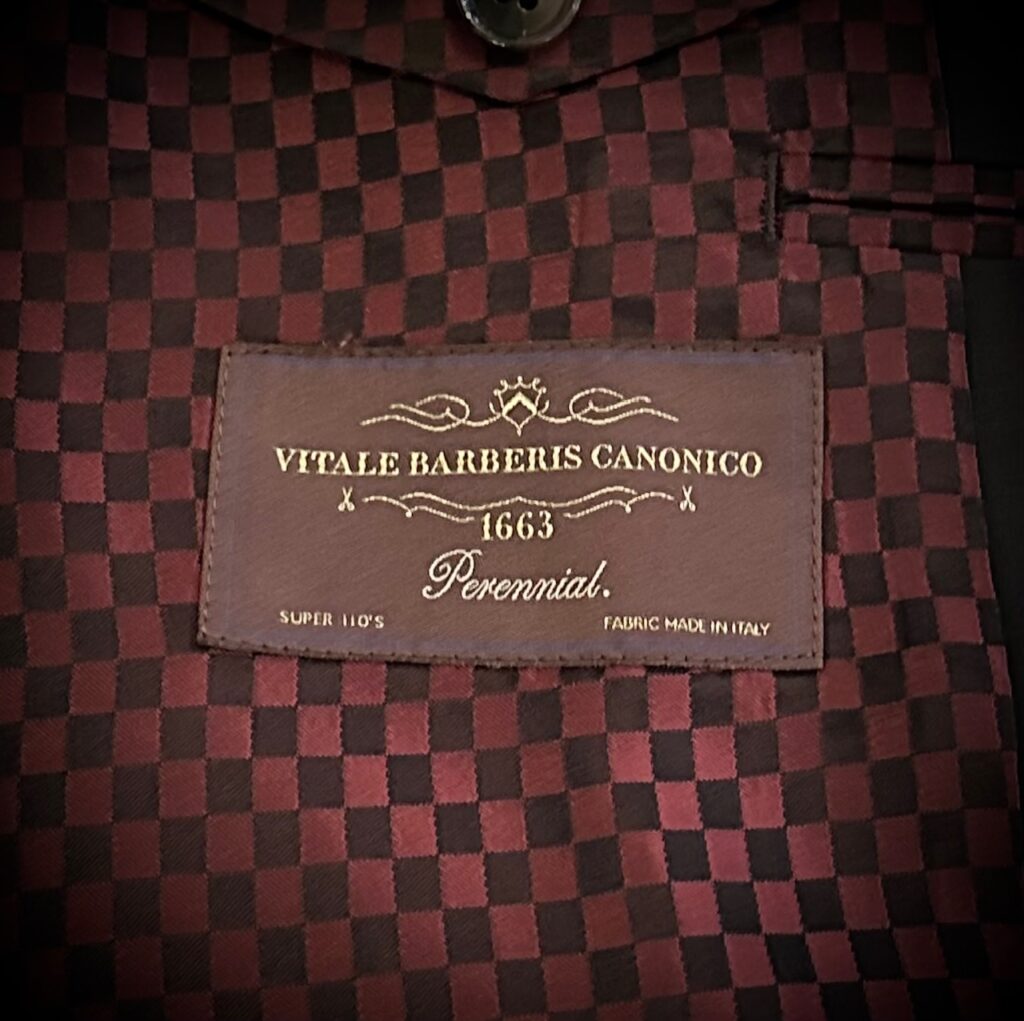 VITALE BARBERIS CANONICO
1663
Perennial.
SUPER 110'S
FABRIC MADE IN ITALY